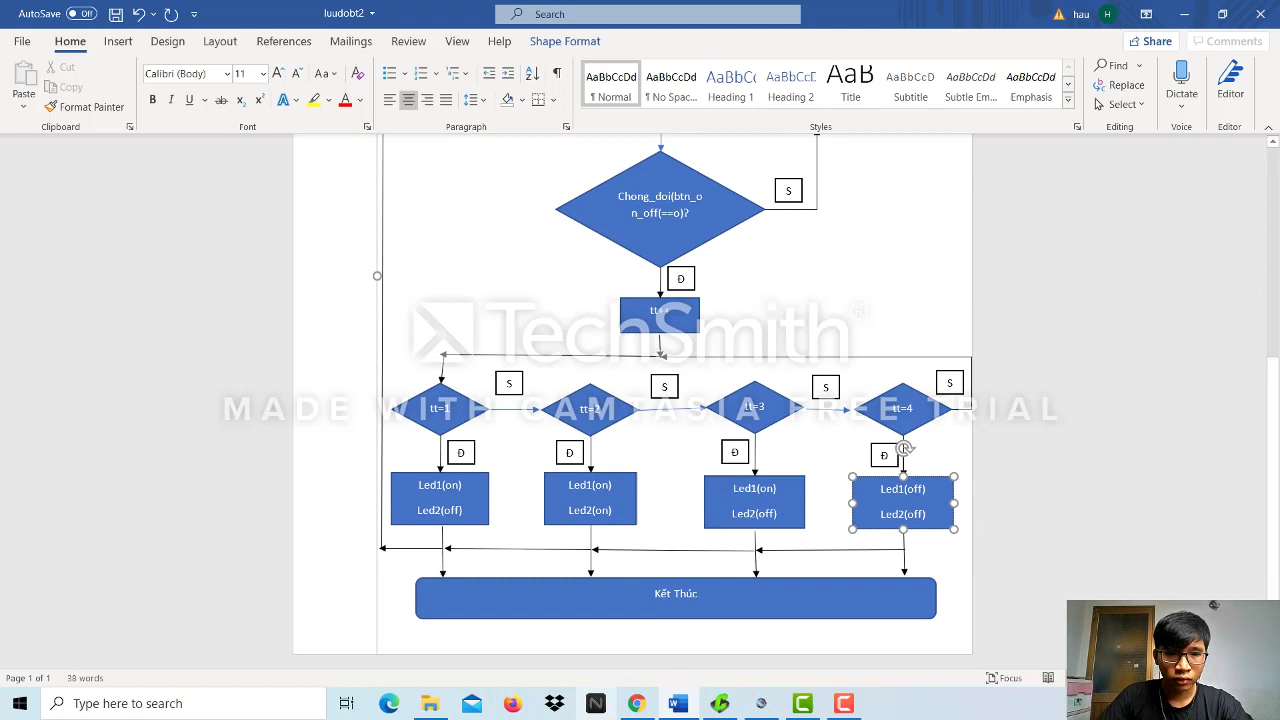 AutoSave Off
luudobt2
Search
hau H
File Home Insert Design Layout References Mailings Review View Help Shape Format
Share Comments
Paste
Cut
Copy
Format Painter
Clipboard
Calibri (Body) 11
Font
Paragraph
AaBbCcDd AaBbCcDd AaBbCc AaBbCcDd AaB AaBbCcDd AaBbCcDd AaBbCcDd
¶ Normal ¶ No Spac... Heading 1 Heading 2 Title Subtitle Subtle Em... Emphasis
Styles
Find
Replace
Select
Editing
Dictate
Voice
Editor
Editor
Chong_doi(btn_o
n_off(==o)?
S
Đ
tt++
TechSmith®
MADE WITH CAMTASIA FREE TRIAL
S S S S
tt=1 tt=2 tt=3 tt=4
Đ Đ Đ Đ
Led1(on) Led1(on) Led1(on) Led1(off)
Led2(off) Led2(on) Led2(off) Led2(off)
Kết Thúc
Page 1 of 1 38 words
Focus
Type here to search